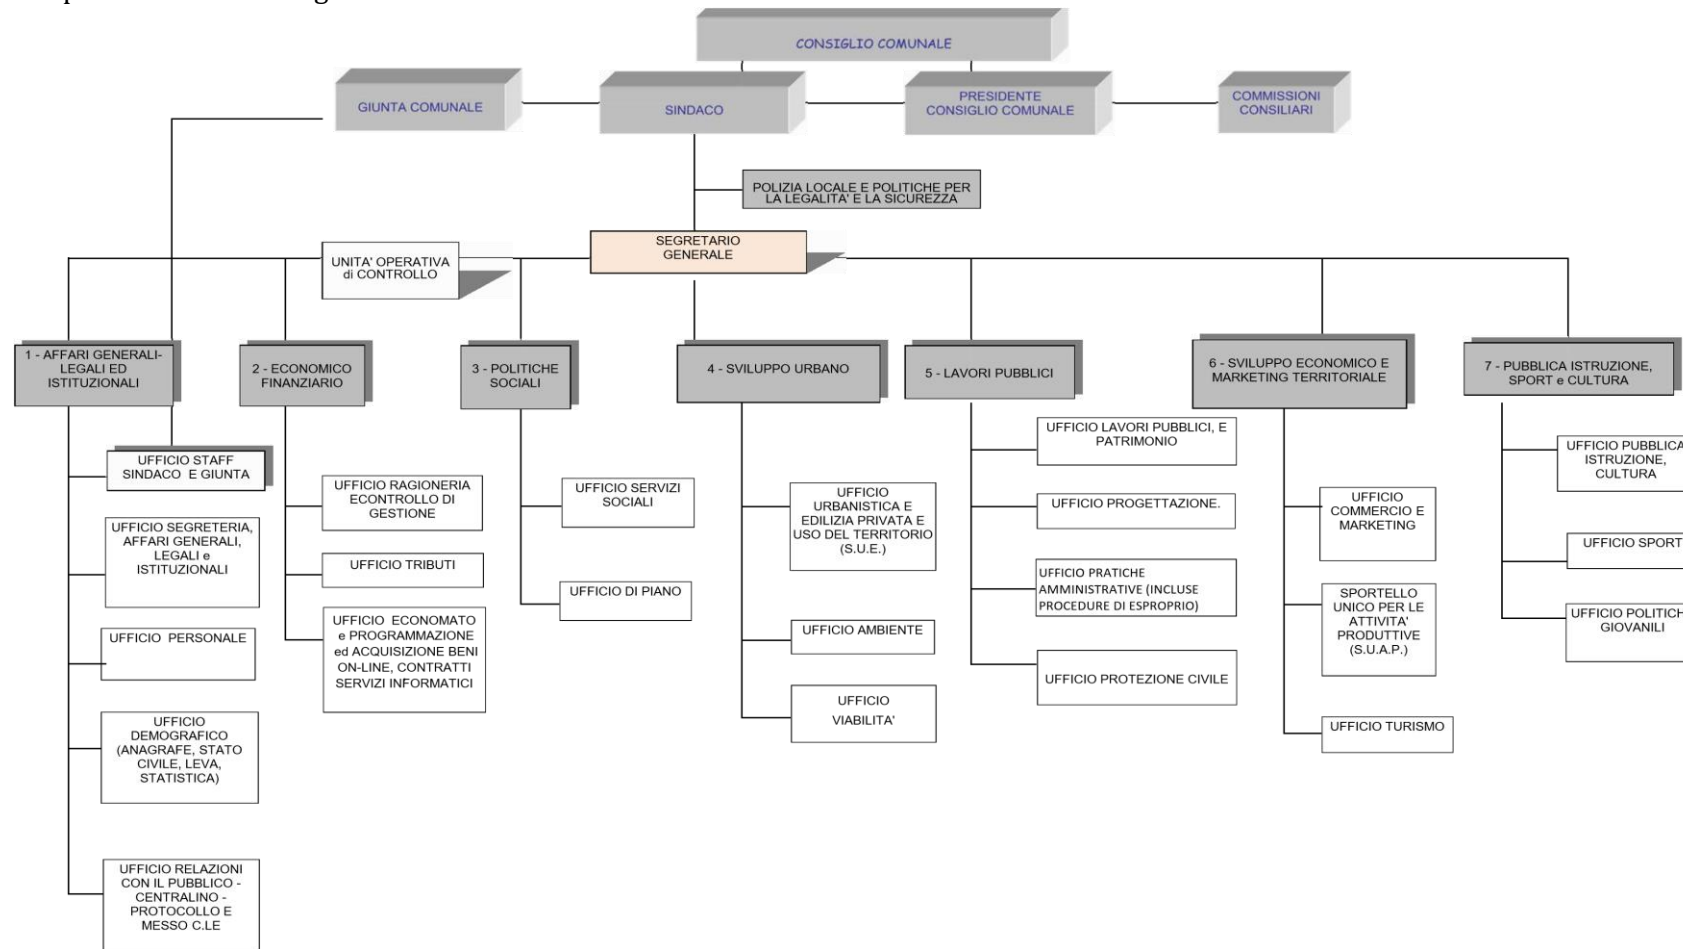 CONSIGLIO COMUNALE
GIUNTA COMUNALE
SINDACO
PRESIDENTE
CONSIGLIO COMUNALE
COMMISSIONI
CONSILIARI
POLIZIA LOCALE E POLITICHE PER
LA LEGALITA' E LA SICUREZZA
SEGRETARIO
GENERALE
UNITA' OPERATIVA
di CONTROLLO
1 - AFFARI GENERALI-
LEGALI ED
ISTITUZIONALI
2 - ECONOMICO
FINANZIARIO
3 - POLITICHE
SOCIALI
4 - SVILUPPO URBANO
5 - LAVORI PUBBLICI
6 - SVILUPPO ECONOMICO E
MARKETING TERRITORIALE
7 - PUBBLICA ISTRUZIONE,
SPORT e CULTURA
UFFICIO STAFF
SINDACO E GIUNTA
UFFICIO SEGRETERIA,
AFFARI GENERALI,
LEGALI e
ISTITUZIONALI
UFFICIO PERSONALE
UFFICIO
DEMOGRAFICO
(ANAGRAFE, STATO
CIVILE, LEVA,
STATISTICA)
UFFICIO RELAZIONI
CON IL PUBBLICO -
CENTRALINO -
PROTOCOLLO E
MESSO C.LE
UFFICIO RAGIONERIA
ECONTROLLO DI
GESTIONE
UFFICIO TRIBUTI
UFFICIO ECONOMATO
e PROGRAMMAZIONE
ed ACQUISIZIONE BENI
ON-LINE, CONTRATTI
SERVIZI INFORMATICI
UFFICIO SERVIZI
SOCIALI
UFFICIO DI PIANO
UFFICIO
URBANISTICA E
EDILIZIA PRIVATA E
USO DEL TERRITORIO
(S.U.E.)
UFFICIO AMBIENTE
UFFICIO
VIABILITA'
UFFICIO LAVORI PUBBLICI, E
PATRIMONIO
UFFICIO PROGETTAZIONE.
UFFICIO PRATICHE
AMMINISTRATIVE (INCLUSE
PROCEDURE DI ESPROPRIO)
UFFICIO PROTEZIONE CIVILE
UFFICIO
COMMERCIO E
MARKETING
SPORTELLO
UNICO PER LE
ATTIVITA'
PRODUTTIVE
(S.U.A.P.)
UFFICIO TURISMO
UFFICIO PUBBLICA
ISTRUZIONE,
CULTURA
UFFICIO SPORT
UFFICIO POLITICH
GIOVANILI